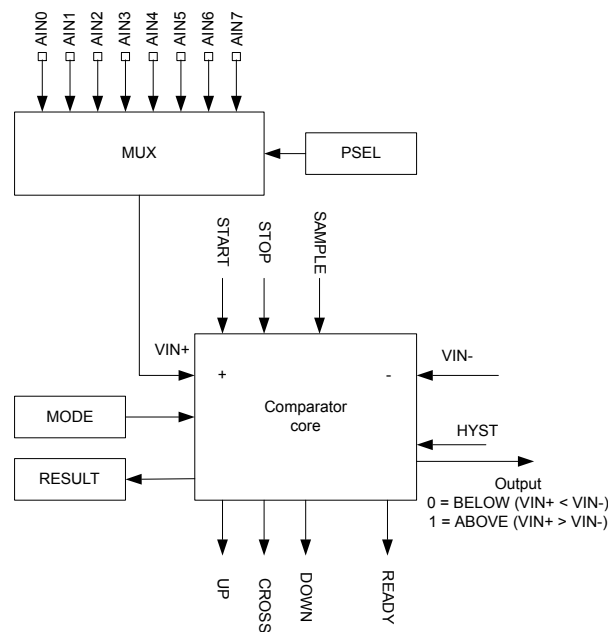 AIN0
AIN1
AIN2
AIN3
AIN4
AIN5
AIN6
AIN7
MUX
PSEL
START
STOP
SAMPLE
VIN+
VIN-
+
-
MODE
Comparator
core
HYST
RESULT
Output
0 = BELOW (VIN+ < VIN-)
1 = ABOVE (VIN+ > VIN-)
UP
CROSS
DOWN
READY